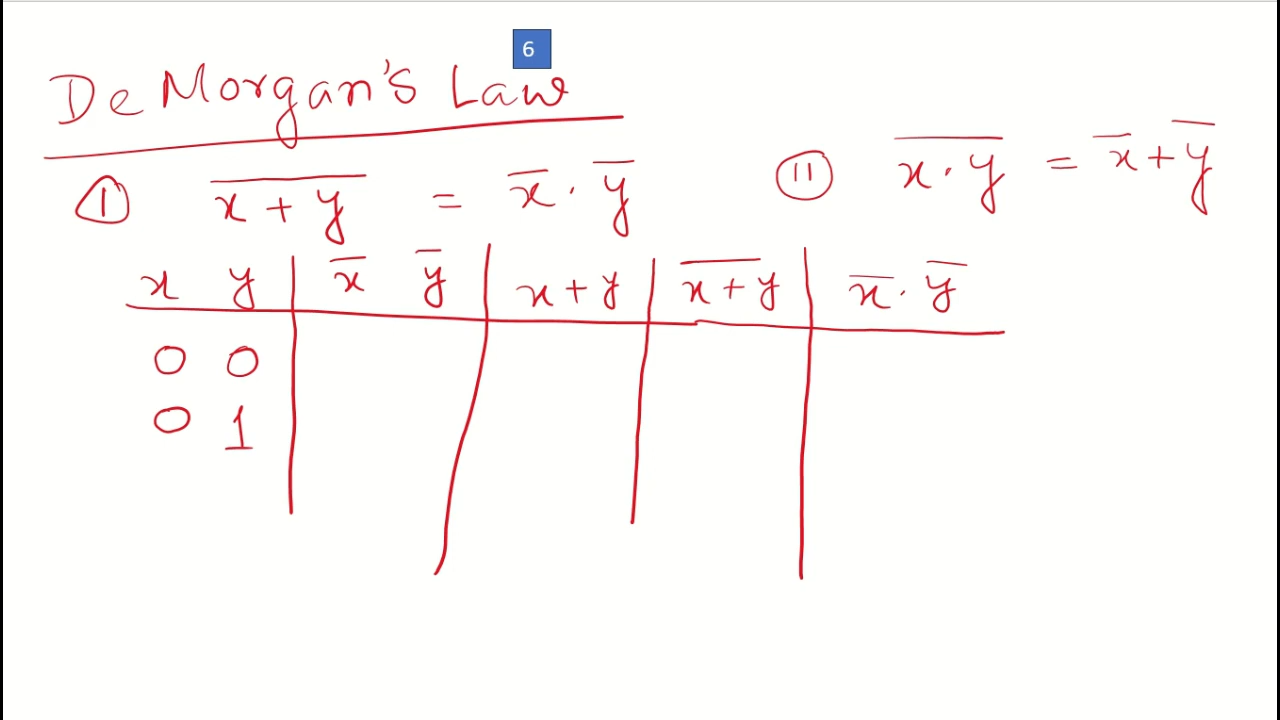 6
De Morgan's Law
① x̅ ̅+̅ ̅y̅ = x̅ . y̅
⑪ x̅ ̅.̅ ̅y̅ = x̅ + y̅
x y | x̅ y̅ | x + y | x̅ ̅+̅ ̅y̅ | x̅ . y̅
0 0
0 1